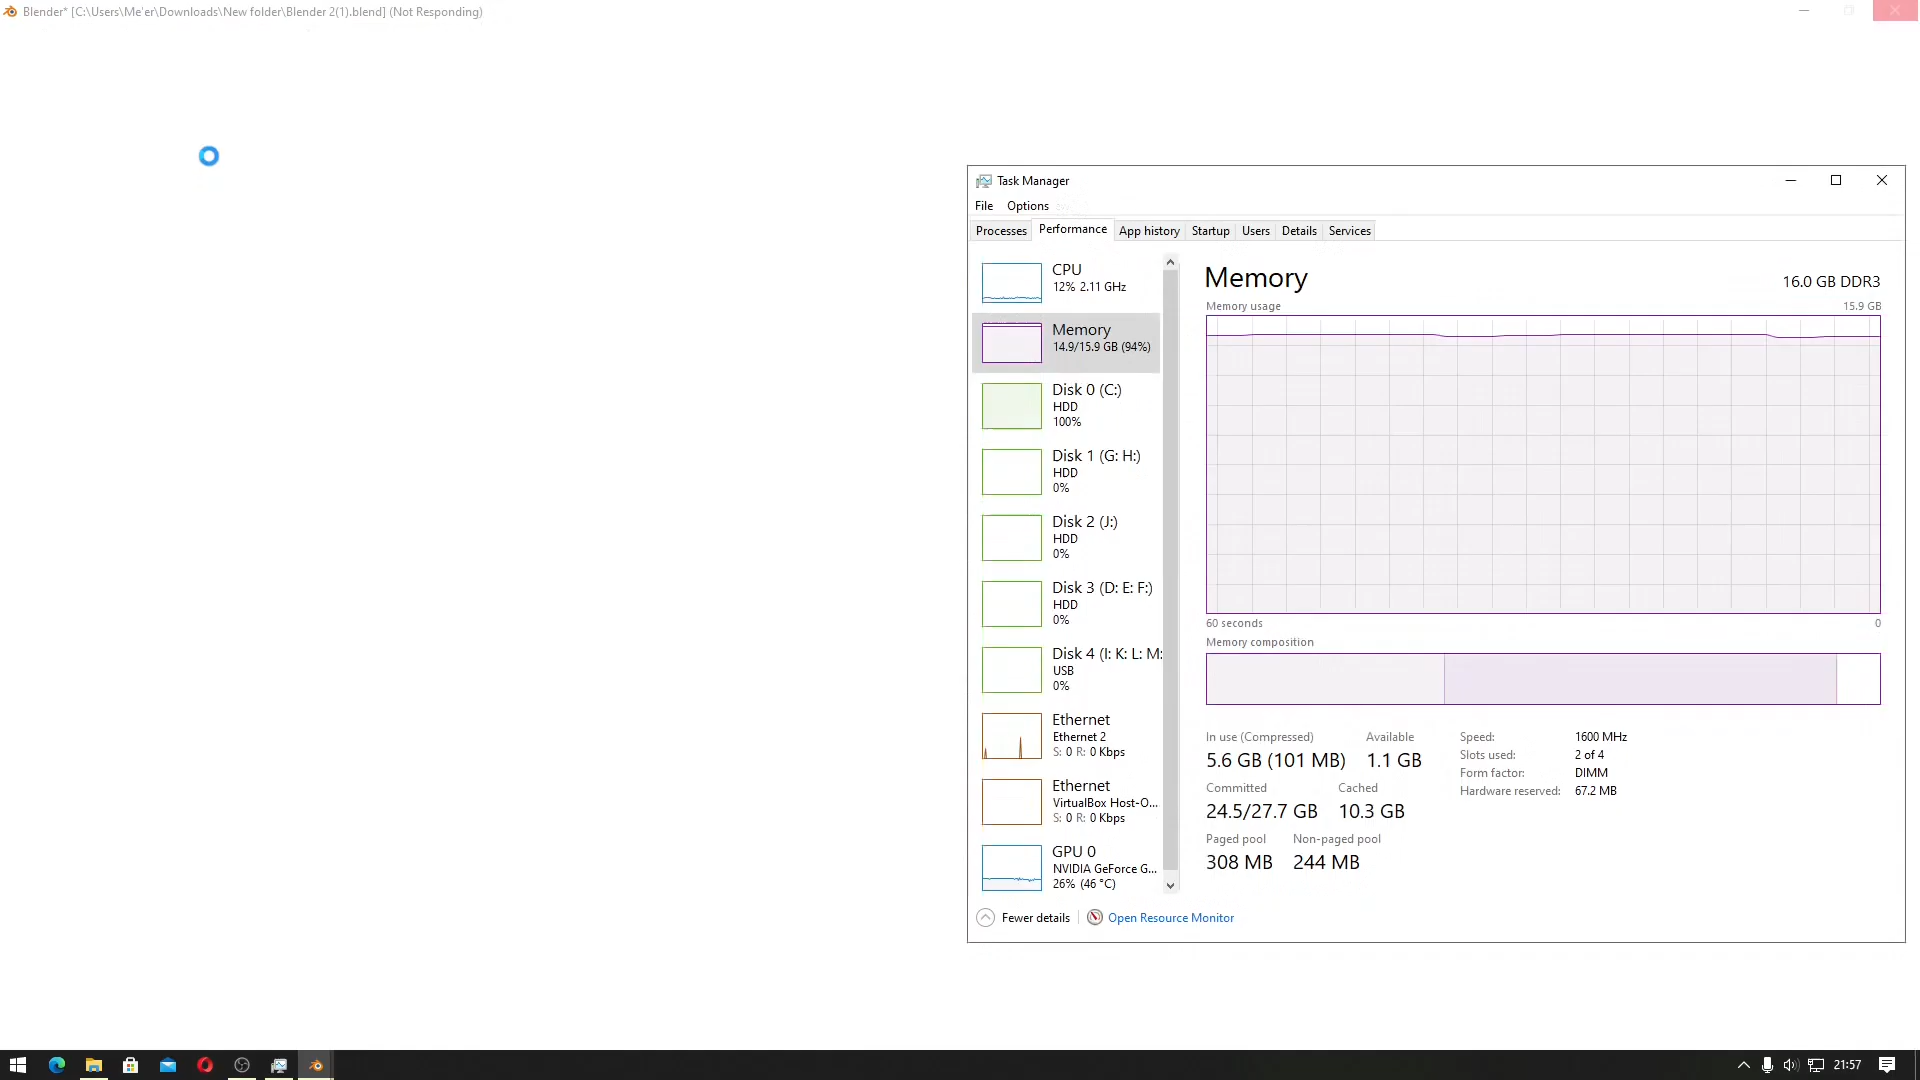 Blender* [C:\Users\Me'er\Downloads\New folder\Blender 2(1).blend] (Not Responding)
Task Manager
File Options
Processes Performance App history Startup Users Details Services
CPU
12% 2.11 GHz
Memory
14.9/15.9 GB (94%)
Disk 0 (C:)
HDD
100%
Disk 1 (G: H:)
HDD
0%
Disk 2 (J:)
HDD
0%
Disk 3 (D: E: F:)
HDD
0%
Disk 4 (I: K: L: M:
USB
0%
Ethernet
Ethernet 2
S: 0 R: 0 Kbps
Ethernet
VirtualBox Host-O...
S: 0 R: 0 Kbps
GPU 0
NVIDIA GeForce G...
26% (46 °C)
Memory 16.0 GB DDR3
Memory usage 15.9 GB
60 seconds 0
Memory composition
In use (Compressed) Available
5.6 GB (101 MB) 1.1 GB
Committed Cached
24.5/27.7 GB 10.3 GB
Paged pool Non-paged pool
308 MB 244 MB
Speed: 1600 MHz
Slots used: 2 of 4
Form factor: DIMM
Hardware reserved: 67.2 MB
Fewer details Open Resource Monitor
21:57